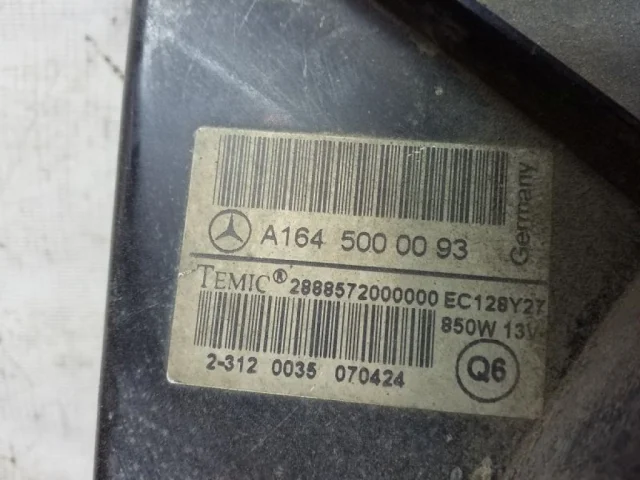 A164 500 00 93
Germany
TEMIC® 2888572000000 EC128Y27
850W 13V
2-312 0035 070424
Q6